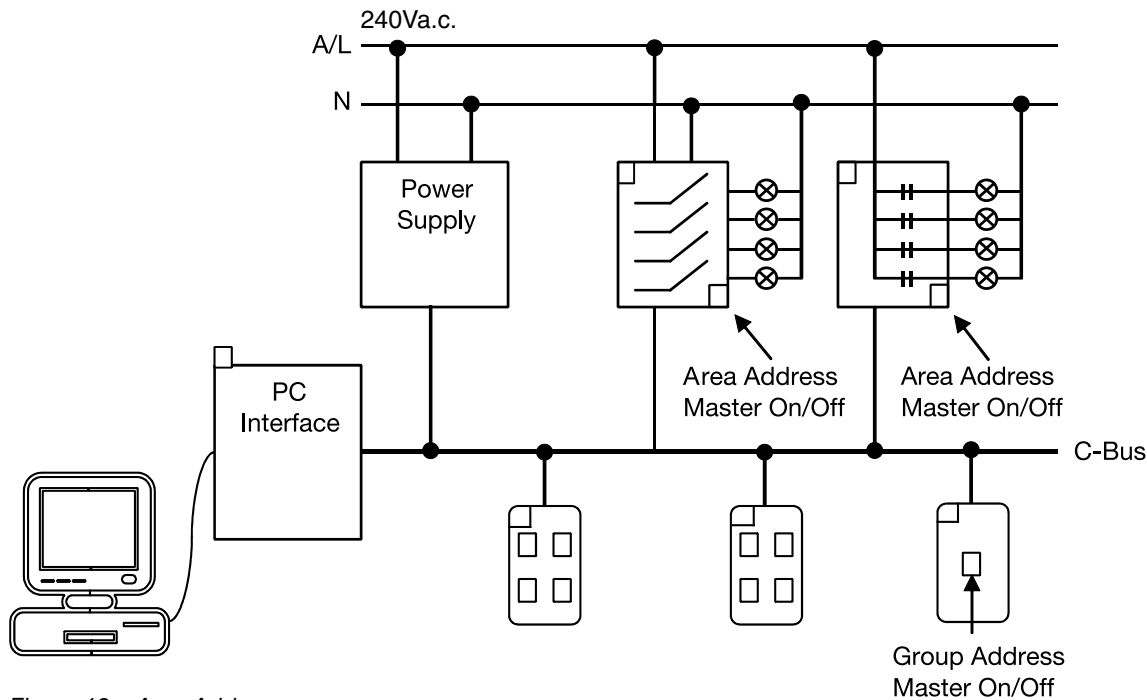 240Va.c.
A/L
N
Power
Supply
Area Address
Master On/Off
Area Address
Master On/Off
PC
Interface
C-Bus
Group Address
Master On/Off